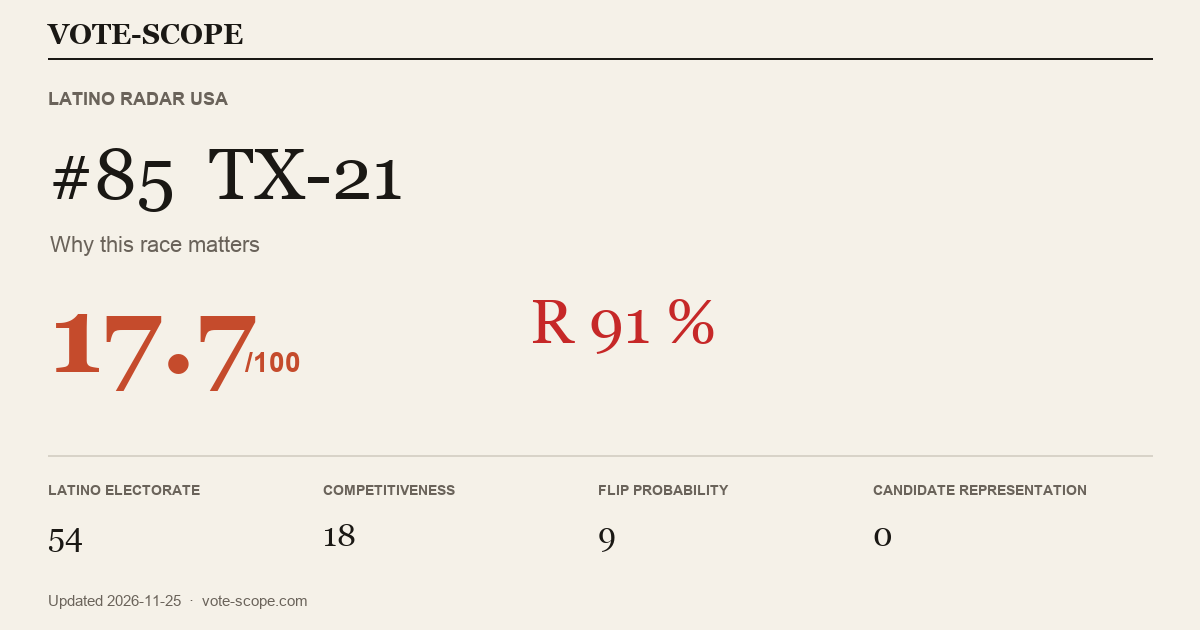 VOTE-SCOPE
LATINO RADAR USA
#85 TX-21
Why this race matters
17.7/100
R 91 %
LATINO ELECTORATE
COMPETITIVENESS
FLIP PROBABILITY
CANDIDATE REPRESENTATION
54
18
9
0
Updated 2026-11-25 · vote-scope.com